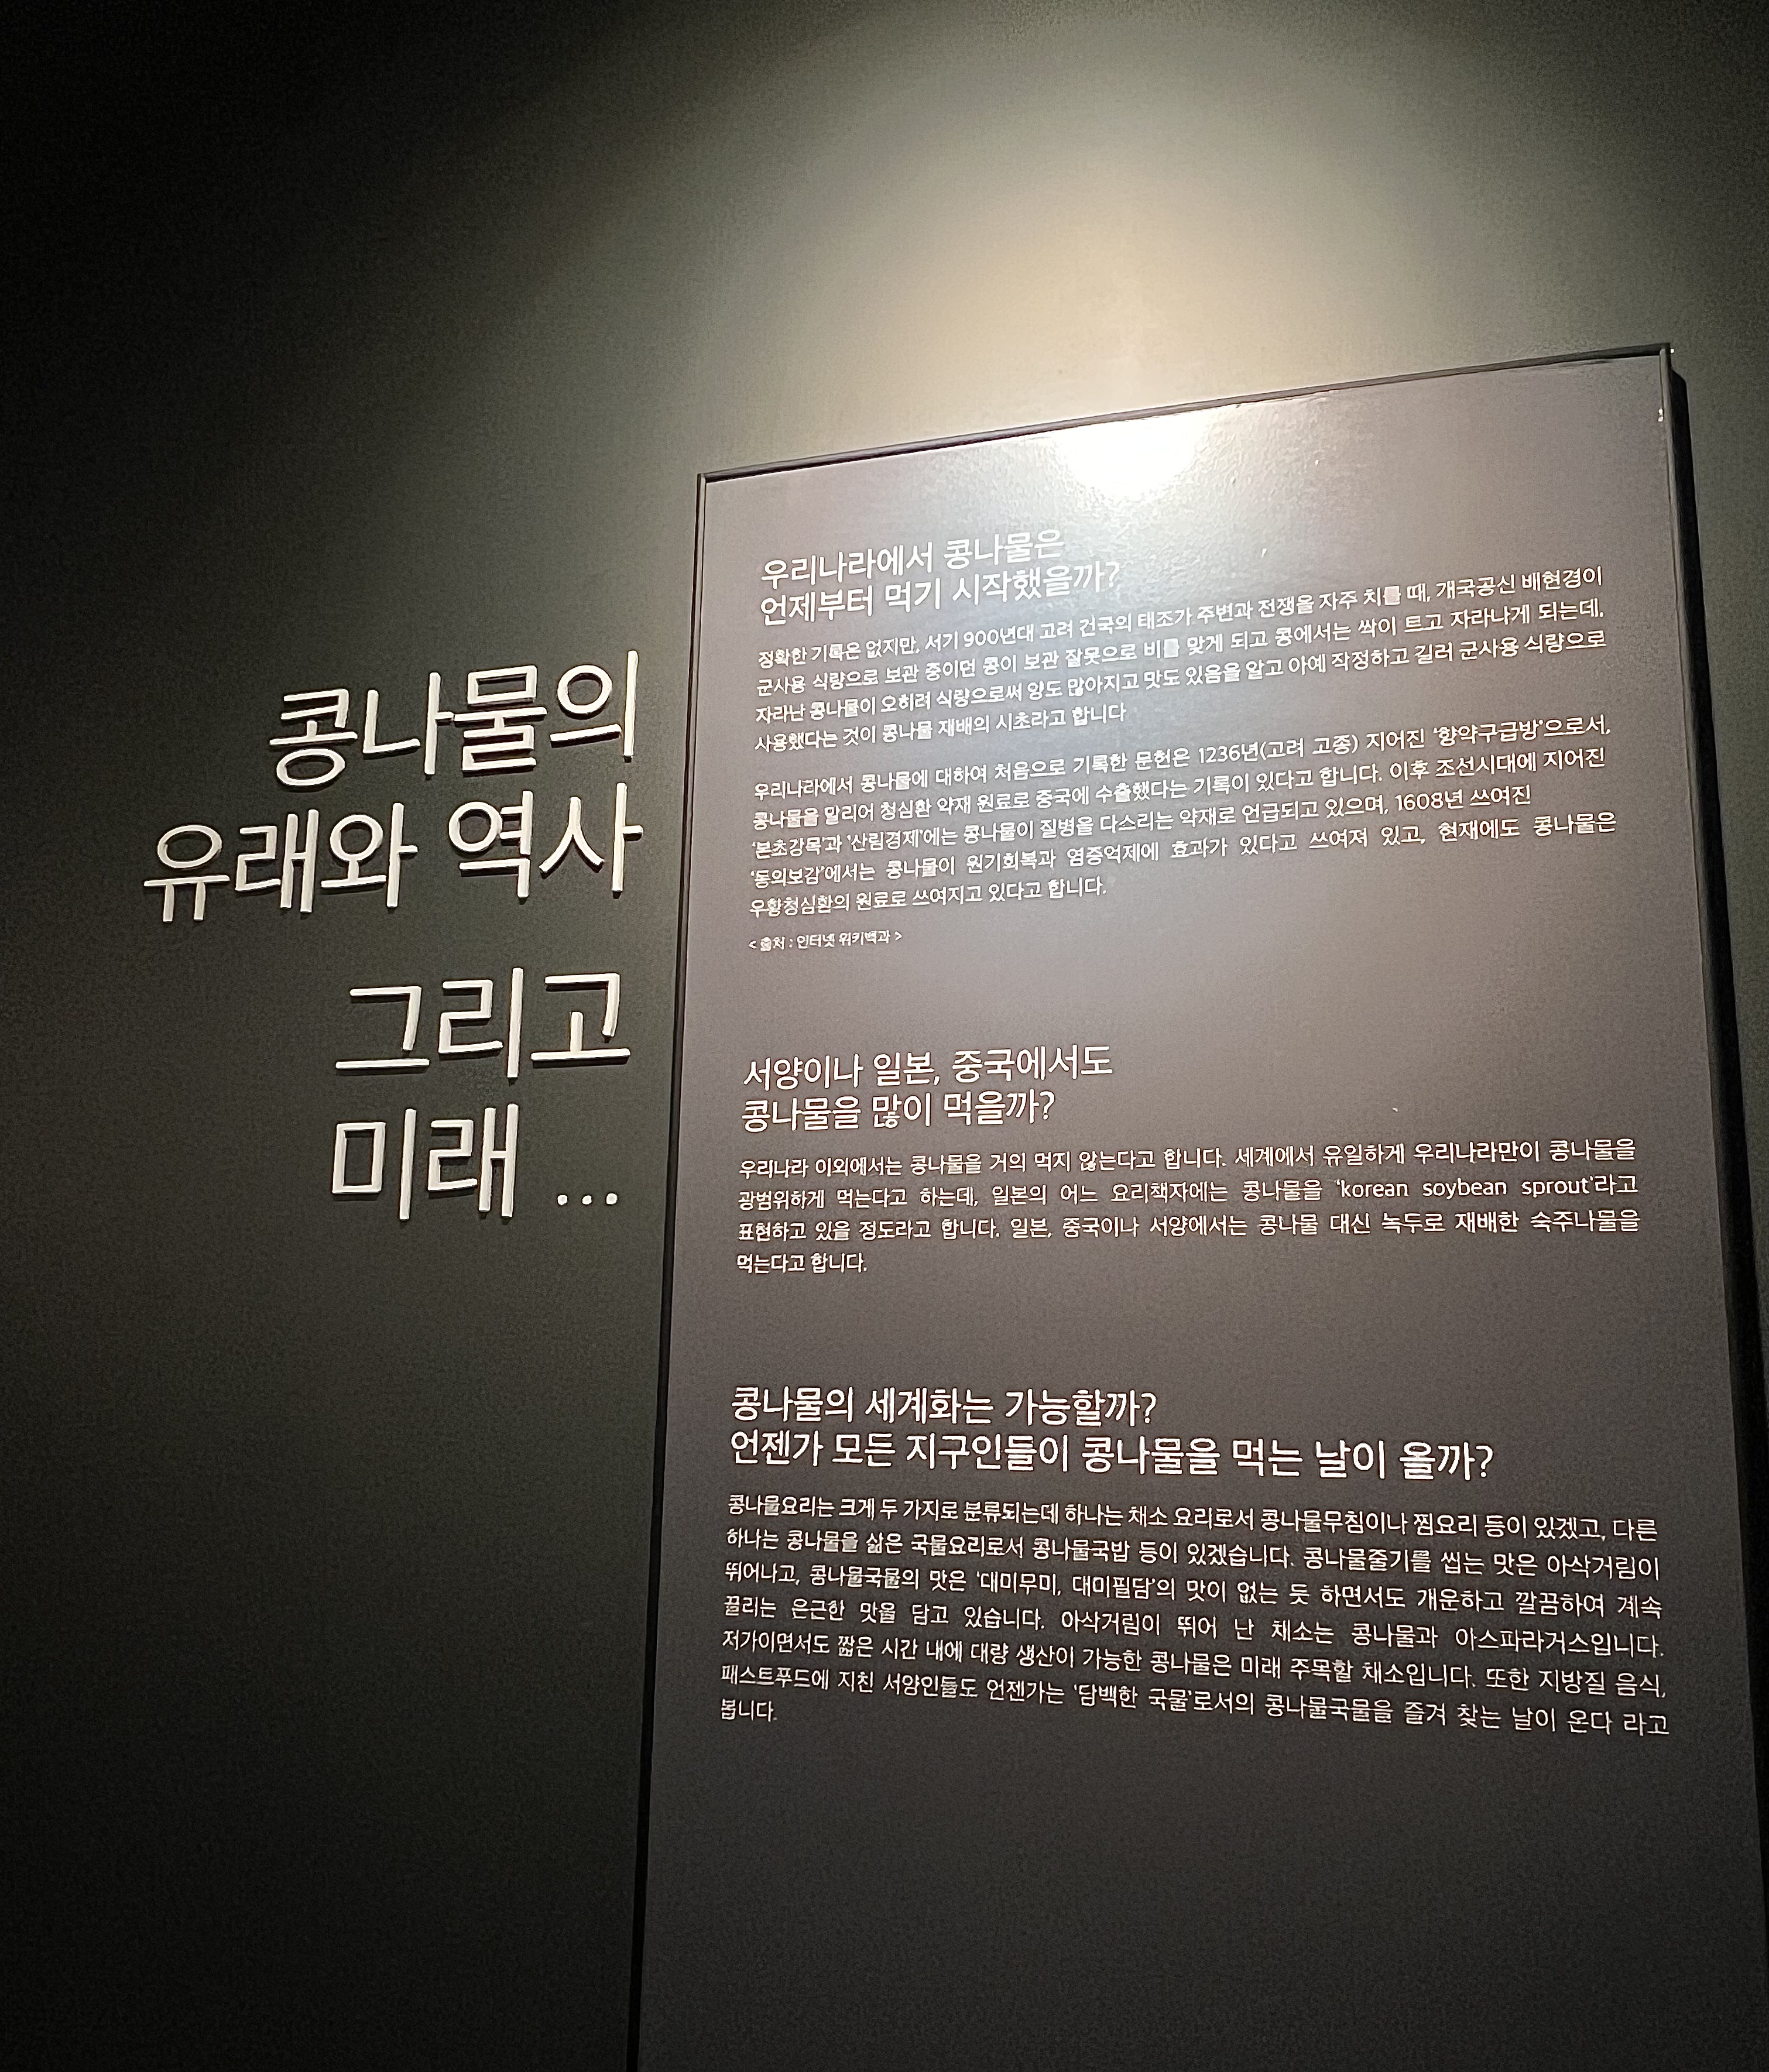 콩나물의
유래와 역사
그리고
미래 ...
우리나라에서 콩나물은
언제부터 먹기 시작했을까?
정확한 기록은 없지만, 서기 900년대 고려 건국의 태조가 주변과 전쟁을 자주 치를 때, 개국공신 배현경이
군사용 식량으로 보관 중이던 콩이 보관 잘못으로 비를 맞게 되고 콩에서는 싹이 트고 자라나게 되는데,
자라난 콩나물이 오히려 식량으로써 양도 많아지고 맛도 있음을 알고 아예 작정하고 길러 군사용 식량으로
사용했다는 것이 콩나물 재배의 시초라고 합니다
우리나라에서 콩나물에 대하여 처음으로 기록한 문헌은 1236년(고려 고종) 지어진 '향약구급방'으로서,
콩나물을 말리어 청심환 약재 원료로 중국에 수출했다는 기록이 있다고 합니다. 이후 조선시대에 지어진
'본초강목'과 '산림경제'에는 콩나물이 질병을 다스리는 약재로 언급되고 있으며, 1608년 쓰여진
'동의보감'에서는 콩나물이 원기회복과 염증억제에 효과가 있다고 쓰여져 있고, 현재에도 콩나물은
우황청심환의 원료로 쓰여지고 있다고 합니다.
< 출처 : 인터넷 위키백과 >
서양이나 일본, 중국에서도
콩나물을 많이 먹을까?
우리나라 이외에서는 콩나물을 거의 먹지 않는다고 합니다. 세계에서 유일하게 우리나라만이 콩나물을
광범위하게 먹는다고 하는데, 일본의 어느 요리책자에는 콩나물을 'korean soybean sprout'라고
표현하고 있을 정도라고 합니다. 일본, 중국이나 서양에서는 콩나물 대신 녹두로 재배한 숙주나물을
먹는다고 합니다.
콩나물의 세계화는 가능할까?
언젠가 모든 지구인들이 콩나물을 먹는 날이 올까?
콩나물요리는 크게 두 가지로 분류되는데 하나는 채소 요리로서 콩나물무침이나 찜요리 등이 있겠고, 다른
하나는 콩나물을 삶은 국물요리로서 콩나물국밥 등이 있겠습니다. 콩나물줄기를 씹는 맛은 아삭거림이
뛰어나고, 콩나물국물의 맛은 '대미무미, 대미필담'의 맛이 없는 듯 하면서도 개운하고 깔끔하여 계속
끌리는 은근한 맛을 담고 있습니다. 아삭거림이 뛰어 난 채소는 콩나물과 아스파라거스입니다.
저가이면서도 짧은 시간 내에 대량 생산이 가능한 콩나물은 미래 주목할 채소입니다. 또한 지방질 음식,
패스트푸드에 지친 서양인들도 언젠가는 '담백한 국물'로서의 콩나물국물을 즐겨 찾는 날이 온다 라고
봅니다.